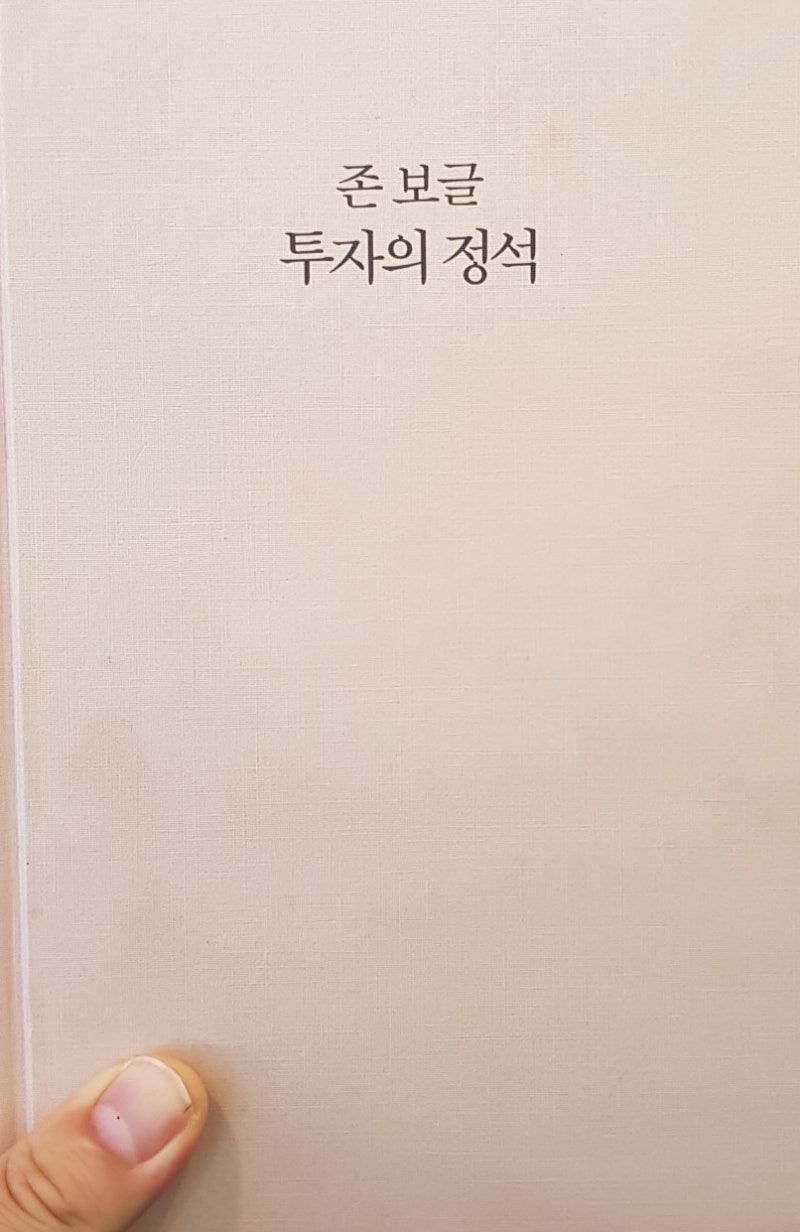 존 보글
투자의 정석